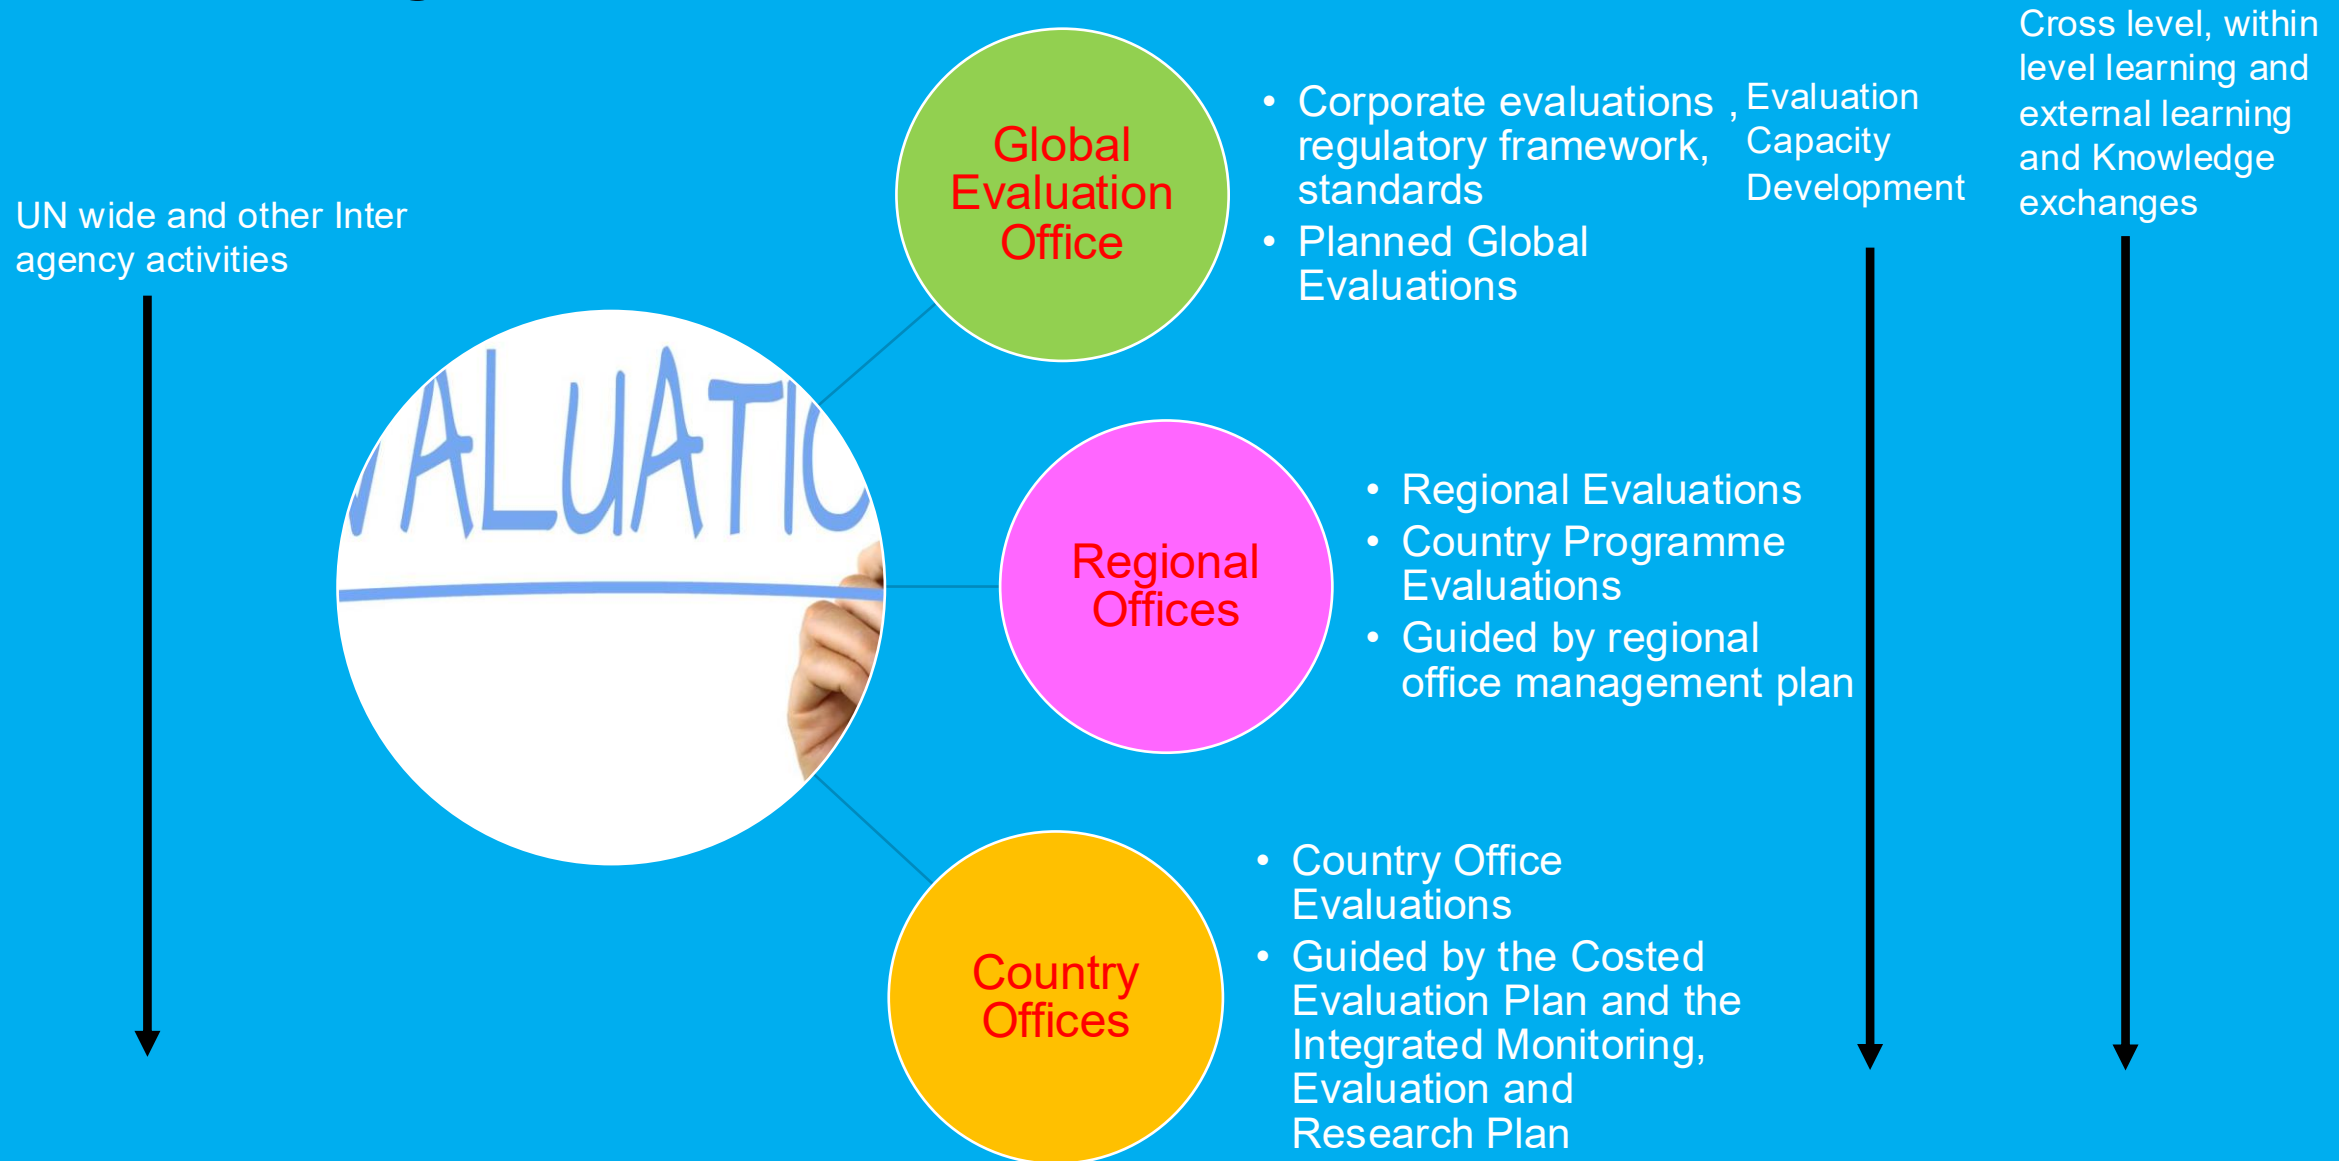 UN wide and other Inter
agency activities
VALUATIO
Global
Evaluation
Office
• Corporate evaluations ,
regulatory framework,
standards
• Planned Global
Evaluations
Evaluation
Capacity
Development
Cross level, within
level learning and
external learning
and Knowledge
exchanges
Regional
Offices
• Regional Evaluations
• Country Programme
Evaluations
• Guided by regional
office management plan
Country
Offices
• Country Office
Evaluations
• Guided by the Costed
Evaluation Plan and the
Integrated Monitoring,
Evaluation and
Research Plan